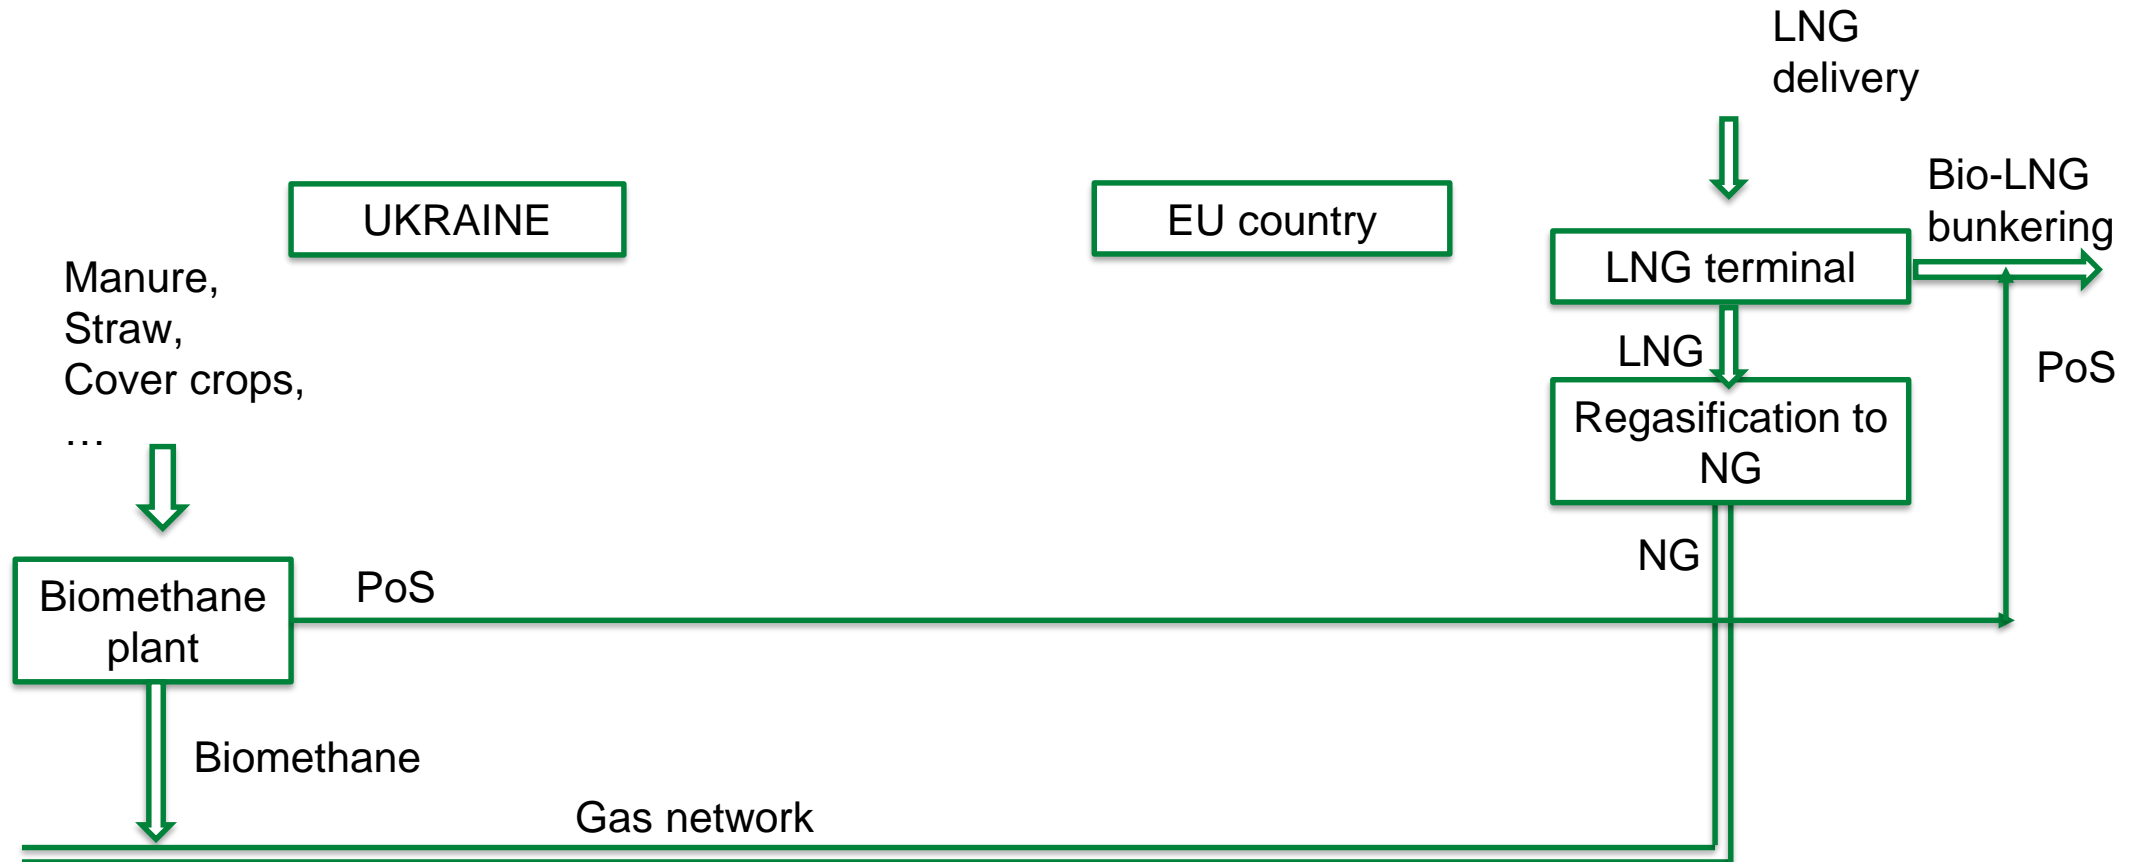 LNG
delivery
UKRAINE
EU country
Bio-LNG
bunkering
LNG terminal
Manure,
Straw,
Cover crops,
…
LNG
PoS
Regasification to
NG
NG
Biomethane
plant
PoS
Biomethane
Gas network